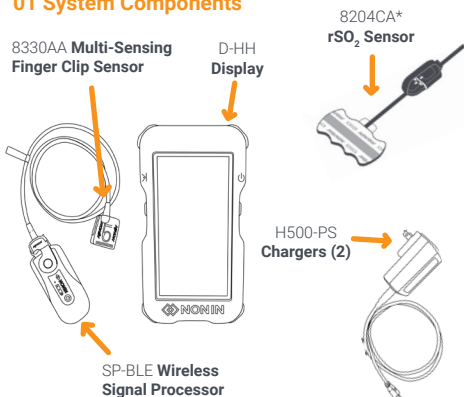 01 System Components
8330AA Multi-Sensing
Finger Clip Sensor
D-HH
Display
8204CA*
rSO2 Sensor
H500-PS
Chargers (2)
NONIN
SP-BLE Wireless
Signal Processor